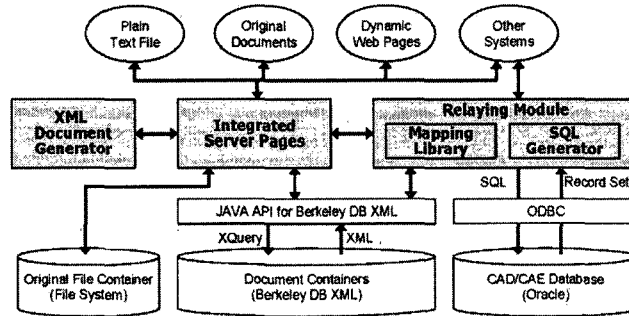 Plain
Text File
Original
Documents
Dynamic
Web Pages
Other
Systems
XML
Document
Generator
Integrated
Server Pages
Relaying Module
Mapping
Library
SQL
Generator
SQL
Record Set
JAVA API for Berkeley DB XML
ODBC
XQuery
XML
Original File Container
(File System)
Document Containers
(Berkeley DB XML)
CAD/CAE Database
(Oracle)